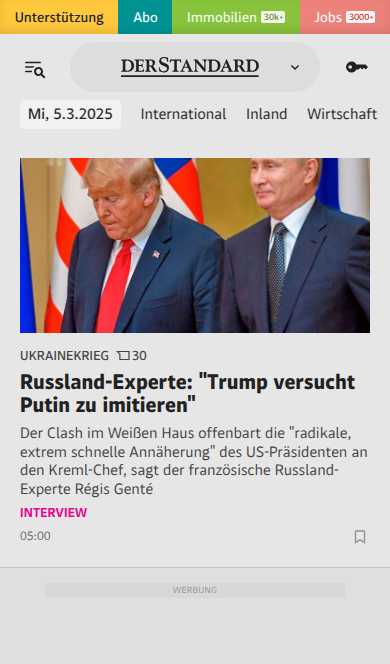 Unterstützung Abo Immobilien 30k+ Jobs 3000+
DERSTANDARD
Mi, 5.3.2025 International Inland Wirtschaft
UKRAINEKRIEG 30
Russland-Experte: "Trump versucht
Putin zu imitieren"
Der Clash im Weißen Haus offenbart die "radikale,
extrem schnelle Annäherung" des US-Präsidenten an
den Kreml-Chef, sagt der französische Russland-
Experte Régis Genté
INTERVIEW
05:00
WERBUNG